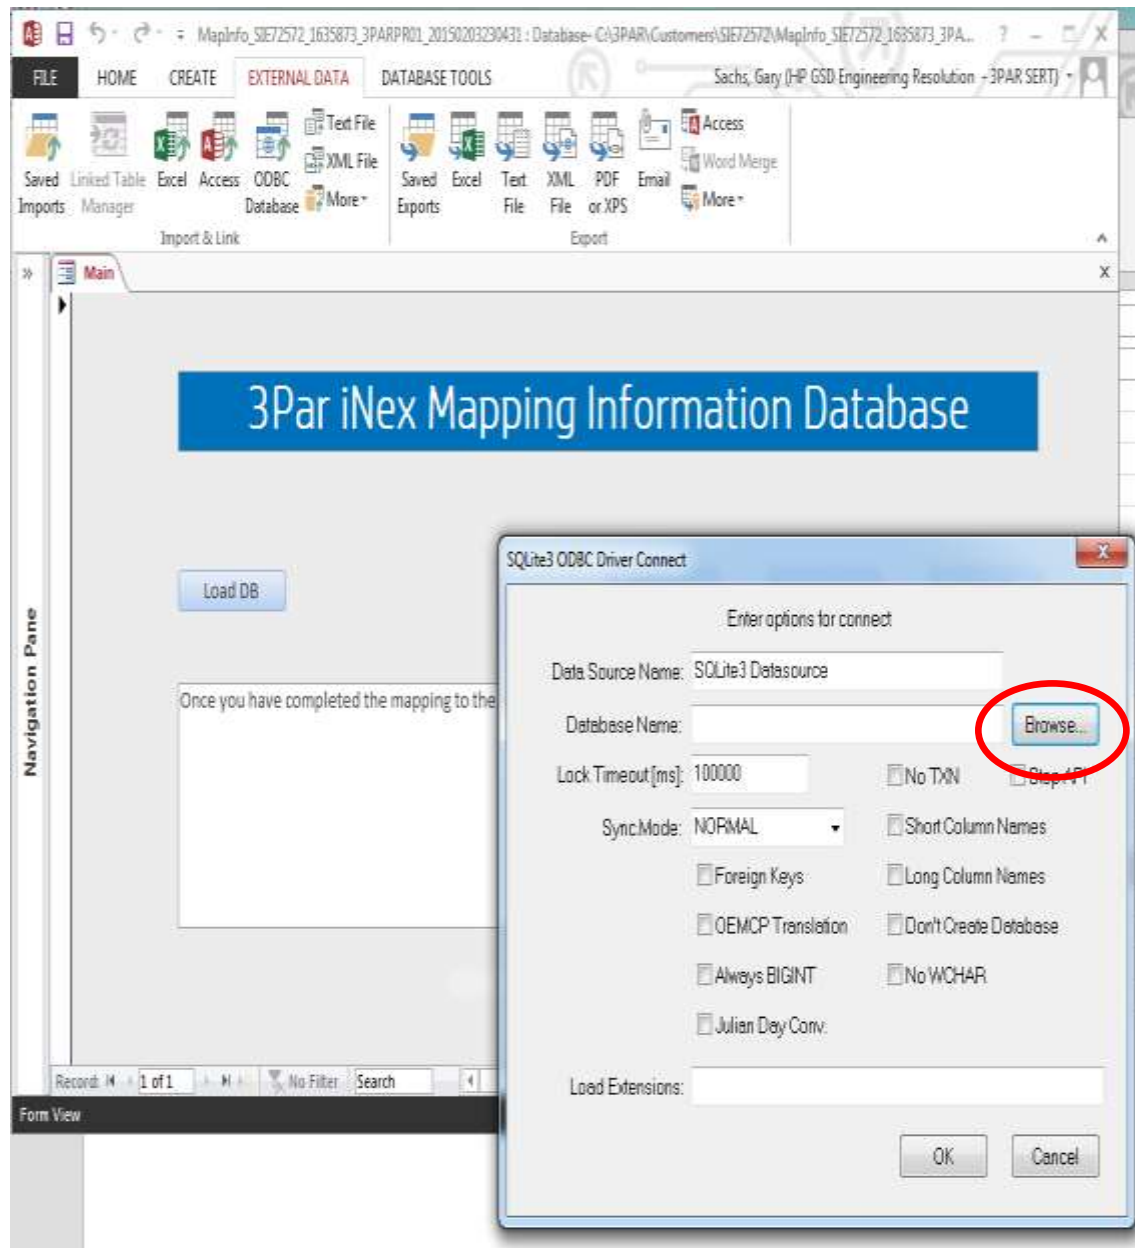 MapInfo_SIE72572_1635873_3PARPR01_20150203230431 : Database- C:\3PAR\Customers\SIE72572\MapInfo_SIE72572_1635873_3PA... ? – X
FILE HOME CREATE EXTERNAL DATA DATABASE TOOLS Sachs, Gary (HP GSD Engineering Resolution - 3PAR SERT)
Saved Imports
Linked Table Manager
Excel
Access
ODBC Database
Text File
XML File
More
Import & Link
Saved Exports
Excel
Text File
XML File
PDF or XPS
Email
Access
Word Merge
More
Export
» Main X
Navigation Pane
3Par iNex Mapping Information Database
Load DB
Once you have completed the mapping to the
Record: 1 of 1 No Filter Search
Form View
SQLite3 ODBC Driver Connect X
Enter options for connect
Data Source Name: SQLite3 Datasource
Database Name: Browse...
Lock Timeout [ms]: 100000 No TXN
Sync.Mode: NORMAL Short Column Names
Foreign Keys Long Column Names
OEMCP Translation Don't Create Database
Always BIGINT No WCHAR
Julian Day Conv.
Load Extensions:
OK Cancel